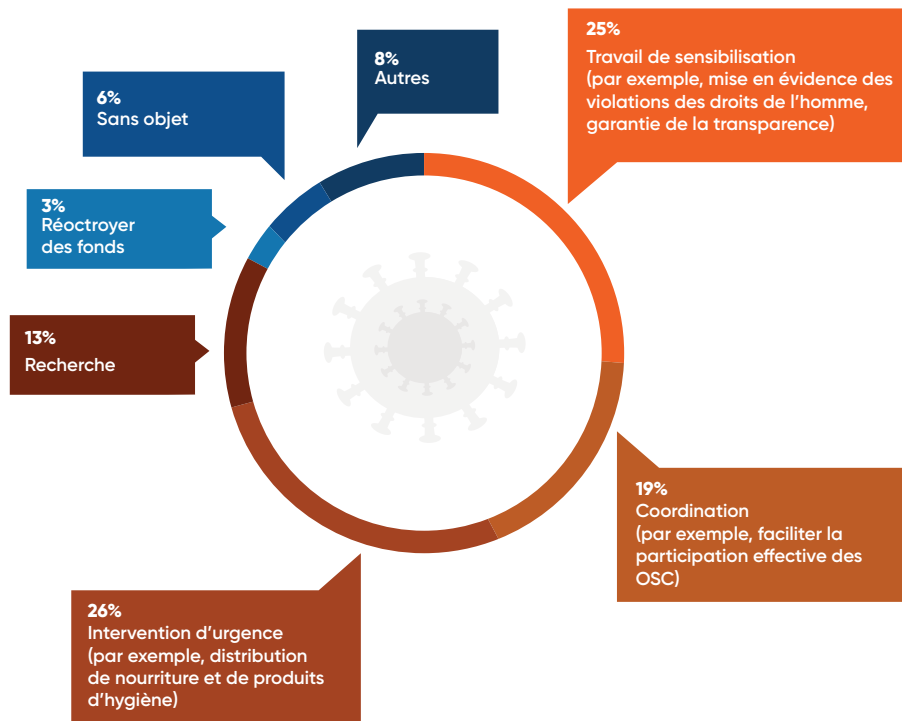 25%
Travail de sensibilisation
(par exemple, mise en évidence des
violations des droits de l’homme,
garantie de la transparence)
8%
Autres
6%
Sans objet
3%
Réoctroyer
des fonds
13%
Recherche
19%
Coordination
(par exemple, faciliter la
participation effective des
OSC)
26%
Intervention d’urgence
(par exemple, distribution
de nourriture et de produits
d’hygiène)